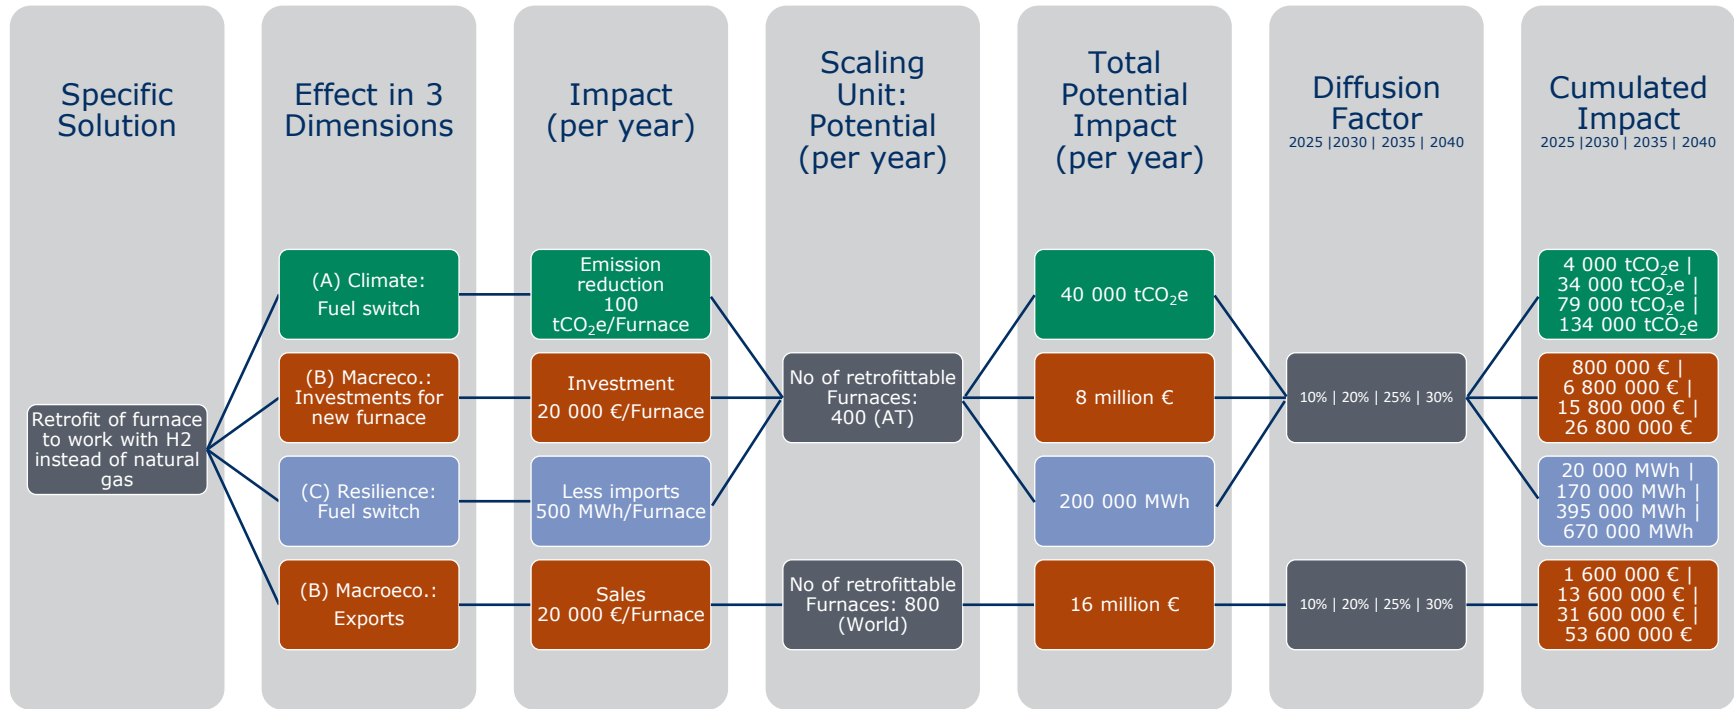 Specific
Solution
Effect in 3
Dimensions
Impact
(per year)
Scaling
Unit:
Potential
(per year)
Total
Potential
Impact
(per year)
Diffusion
Factor
2025 |2030 | 2035 | 2040
Cumulated
Impact
2025 |2030 | 2035 | 2040
Retrofit of furnace
to work with H2
instead of natural
gas
(A) Climate:
Fuel switch
Emission
reduction
100
tCO₂e/Furnace
40 000 tCO₂e
4 000 tCO₂e |
34 000 tCO₂e |
79 000 tCO₂e |
134 000 tCO₂e
(B) Macreco.:
Investments for
new furnace
Investment
20 000 €/Furnace
No of retrofittable
Furnaces:
400 (AT)
8 million €
10% | 20% | 25% | 30%
800 000 € |
6 800 000 € |
15 800 000 € |
26 800 000 €
(C) Resilience:
Fuel switch
Less imports
500 MWh/Furnace
200 000 MWh
20 000 MWh |
170 000 MWh |
395 000 MWh |
670 000 MWh
(B) Macroeco.:
Exports
Sales
20 000 €/Furnace
No of retrofittable
Furnaces: 800
(World)
16 million €
10% | 20% | 25% | 30%
1 600 000 € |
13 600 000 € |
31 600 000 € |
53 600 000 €